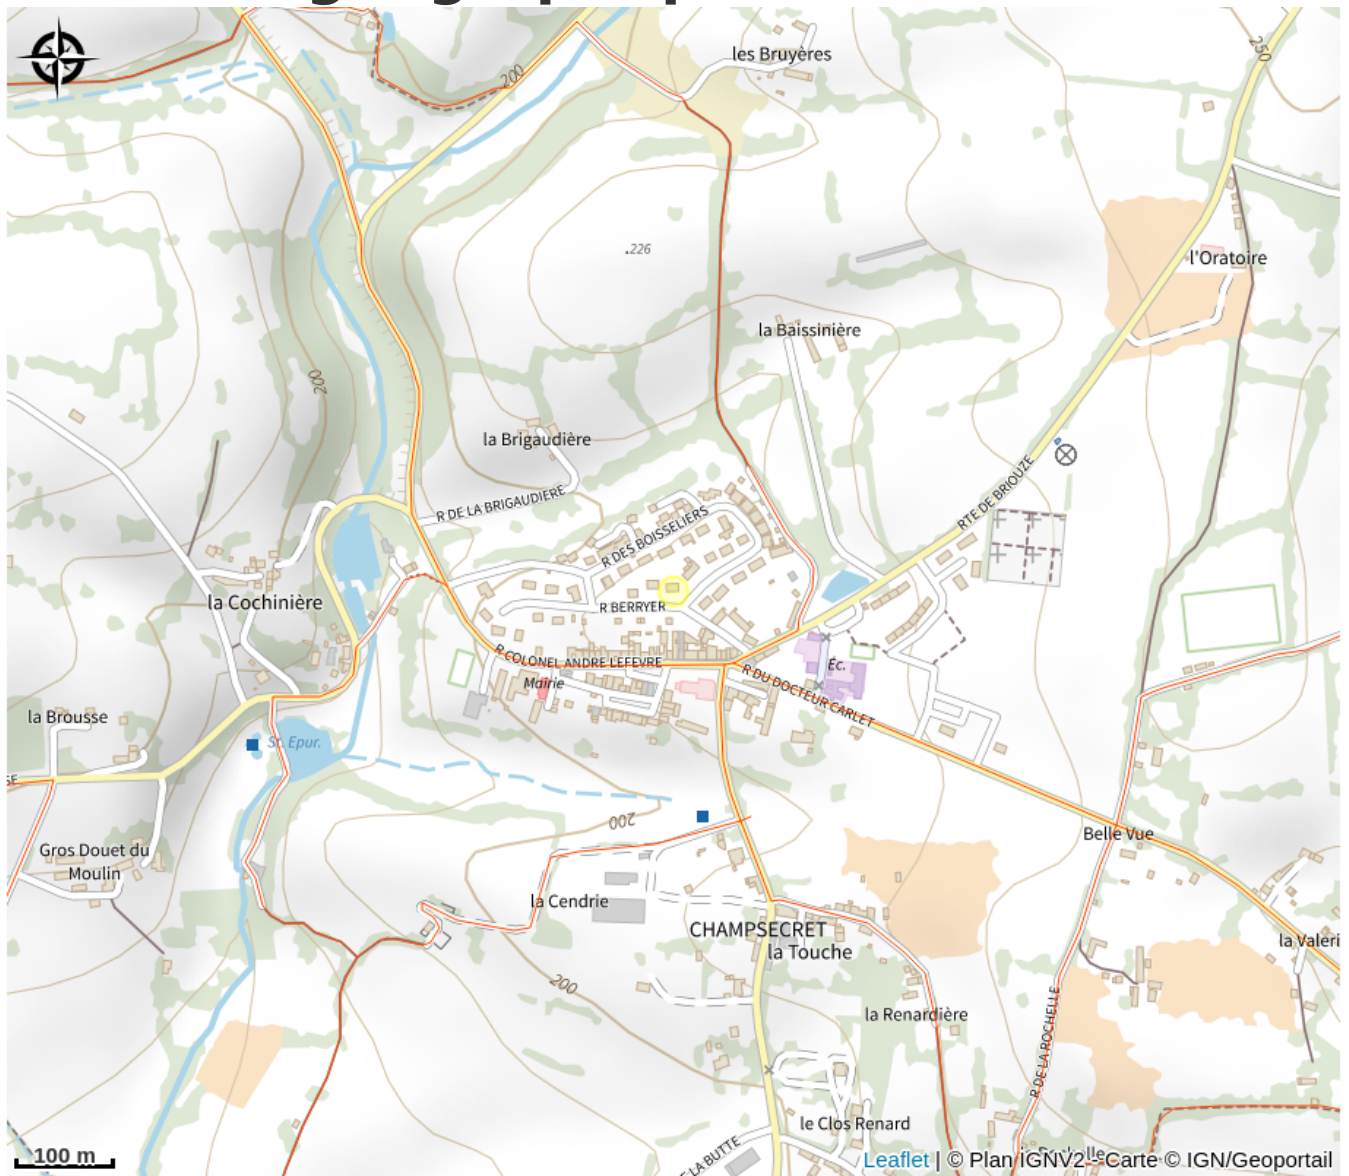 les Bruyères
250
200
.226
l'Oratoire
la Baissinière
200
la Brigaudière
R DE LA BRIGAUDIERE
RTE DE BRIOUZE
R DES BOISSELIERS
la Cochinière
R BERRYER
R COLONEL ANDRE LEFEVRE
Mairie
Éc.
R DU DOCTEUR CARLET
la Brousse
St. Epur.
SE
200
Belle Vue
Gros Douet du
Moulin
la Cendrie
CHAMPSECRET
la Touche
la Valeri
200
la Renardière
R DE LA ROCHELLE
le Clos Renard
E LA BUTTE
100 m
Leaflet | © Plan IGNV2 - Carte © IGN/Geoportail